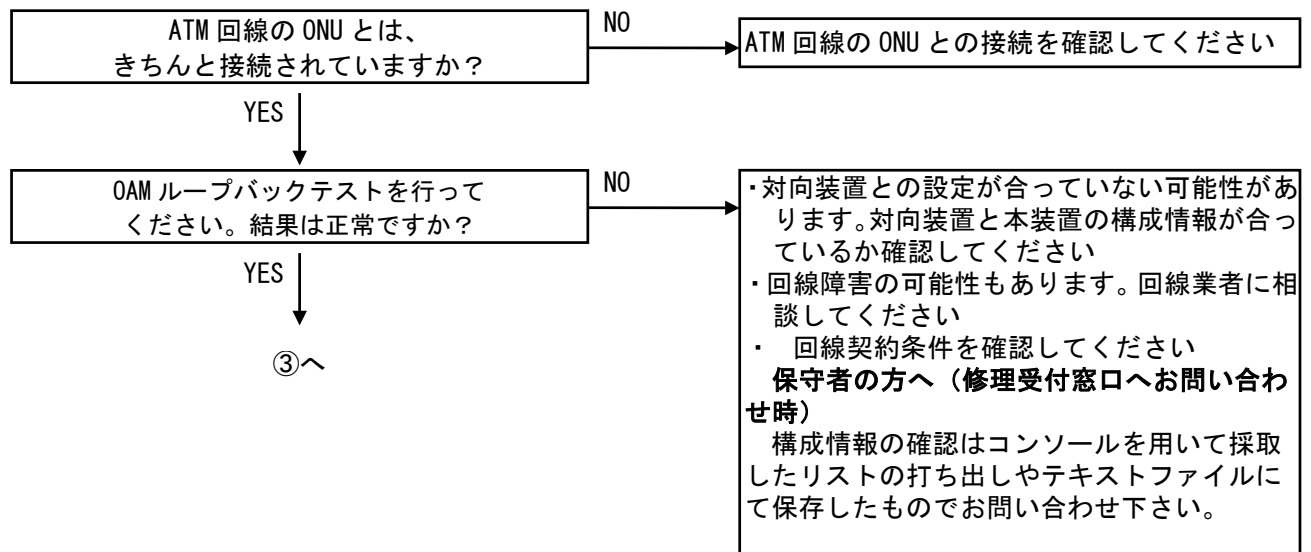 ATM 回線の ONU とは、
きちんと接続されていますか？
NO
ATM 回線の ONU との接続を確認してください
YES
OAM ループバックテストを行って
ください。結果は正常ですか？
NO
・対向装置との設定が合っていない可能性があ
ります。対向装置と本装置の構成情報が合っ
ているか確認してください
・回線障害の可能性もあります。回線業者に相
談してください
・ 回線契約条件を確認してください
保守者の方へ（修理受付窓口へお問い合わ
せ時）
構成情報の確認はコンソールを用いて採取
したリストの打ち出しやテキストファイルに
て保存したものでお問い合わせ下さい。
YES
③へ